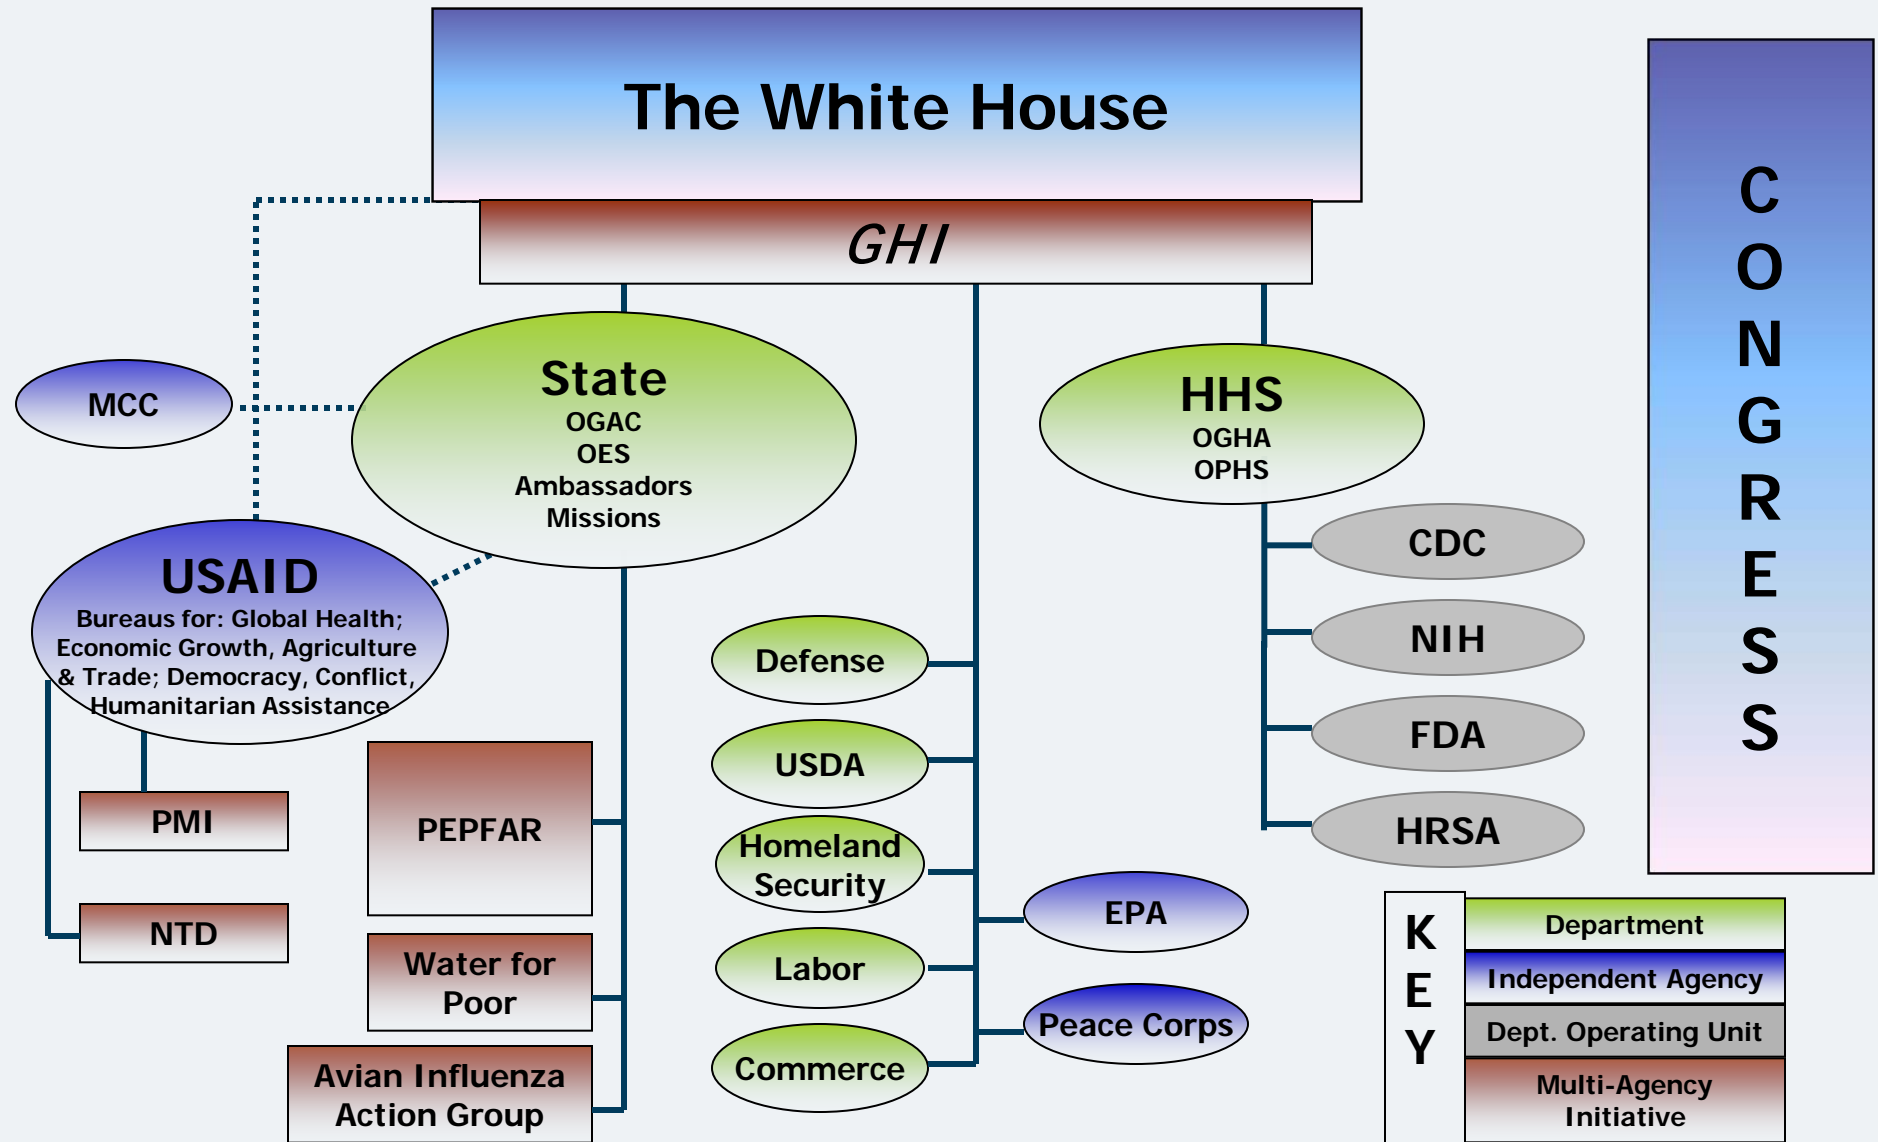 The White House
GHI
State
OGAC
OES
Ambassadors
Missions
MCC
USAID
Bureaus for: Global Health;
Economic Growth, Agriculture
& Trade; Democracy, Conflict,
Humanitarian Assistance
PMI
NTD
PEPFAR
Water for
Poor
Avian Influenza
Action Group
Defense
USDA
Homeland
Security
Labor
Commerce
EPA
Peace Corps
HHS
OGHA
OPHS
CDC
NIH
FDA
HRSA
CONGRESS
KEY
Department
Independent Agency
Dept. Operating Unit
Multi-Agency
Initiative